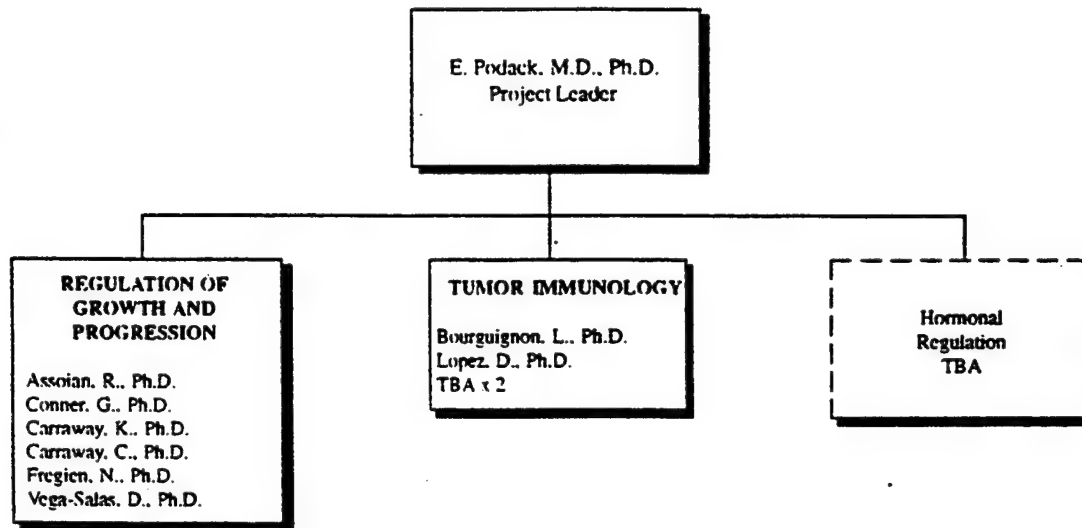 E. Podack, M.D., Ph.D.
Project Leader
REGULATION OF
GROWTH AND
PROGRESSION
Assoian, R., Ph.D.
Conner, G., Ph.D.
Carraway, K., Ph.D.
Carraway, C., Ph.D.
Fregien, N., Ph.D.
Vega-Salas, D., Ph.D.
TUMOR IMMUNOLOGY
Bourguignon, L., Ph.D.
Lopez, D., Ph.D.
TBA x 2
Hormonal
Regulation
TBA